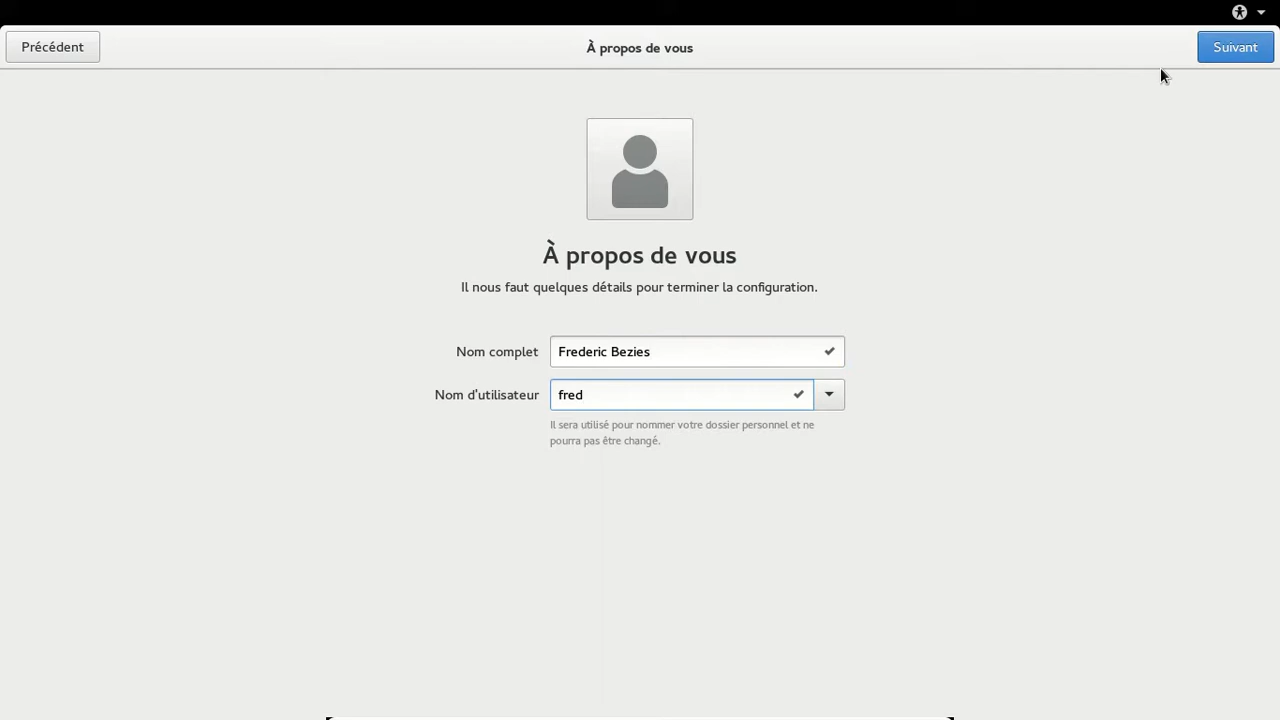 Précédent
À propos de vous
Suivant
À propos de vous
Il nous faut quelques détails pour terminer la configuration.
Nom complet Frederic Bezies
Nom d'utilisateur fred
Il sera utilisé pour nommer votre dossier personnel et ne
pourra pas être changé.